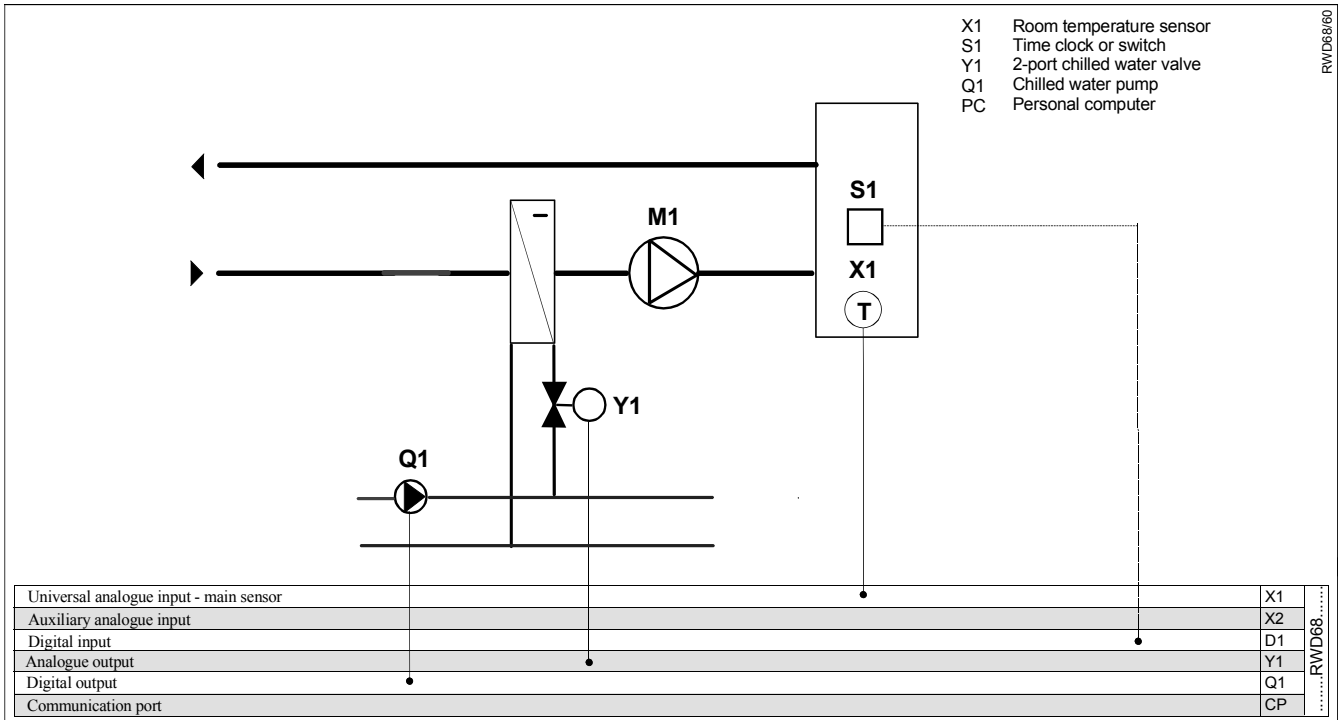 X1 Room temperature sensor
S1 Time clock or switch
Y1 2-port chilled water valve
Q1 Chilled water pump
PC Personal computer
RWD68/60
S1
M1
X1
T
Y1
Q1
Universal analogue input - main sensor X1
Auxiliary analogue input X2
Digital input D1
Analogue output Y1
Digital output Q1
Communication port CP
.......RWD68.......